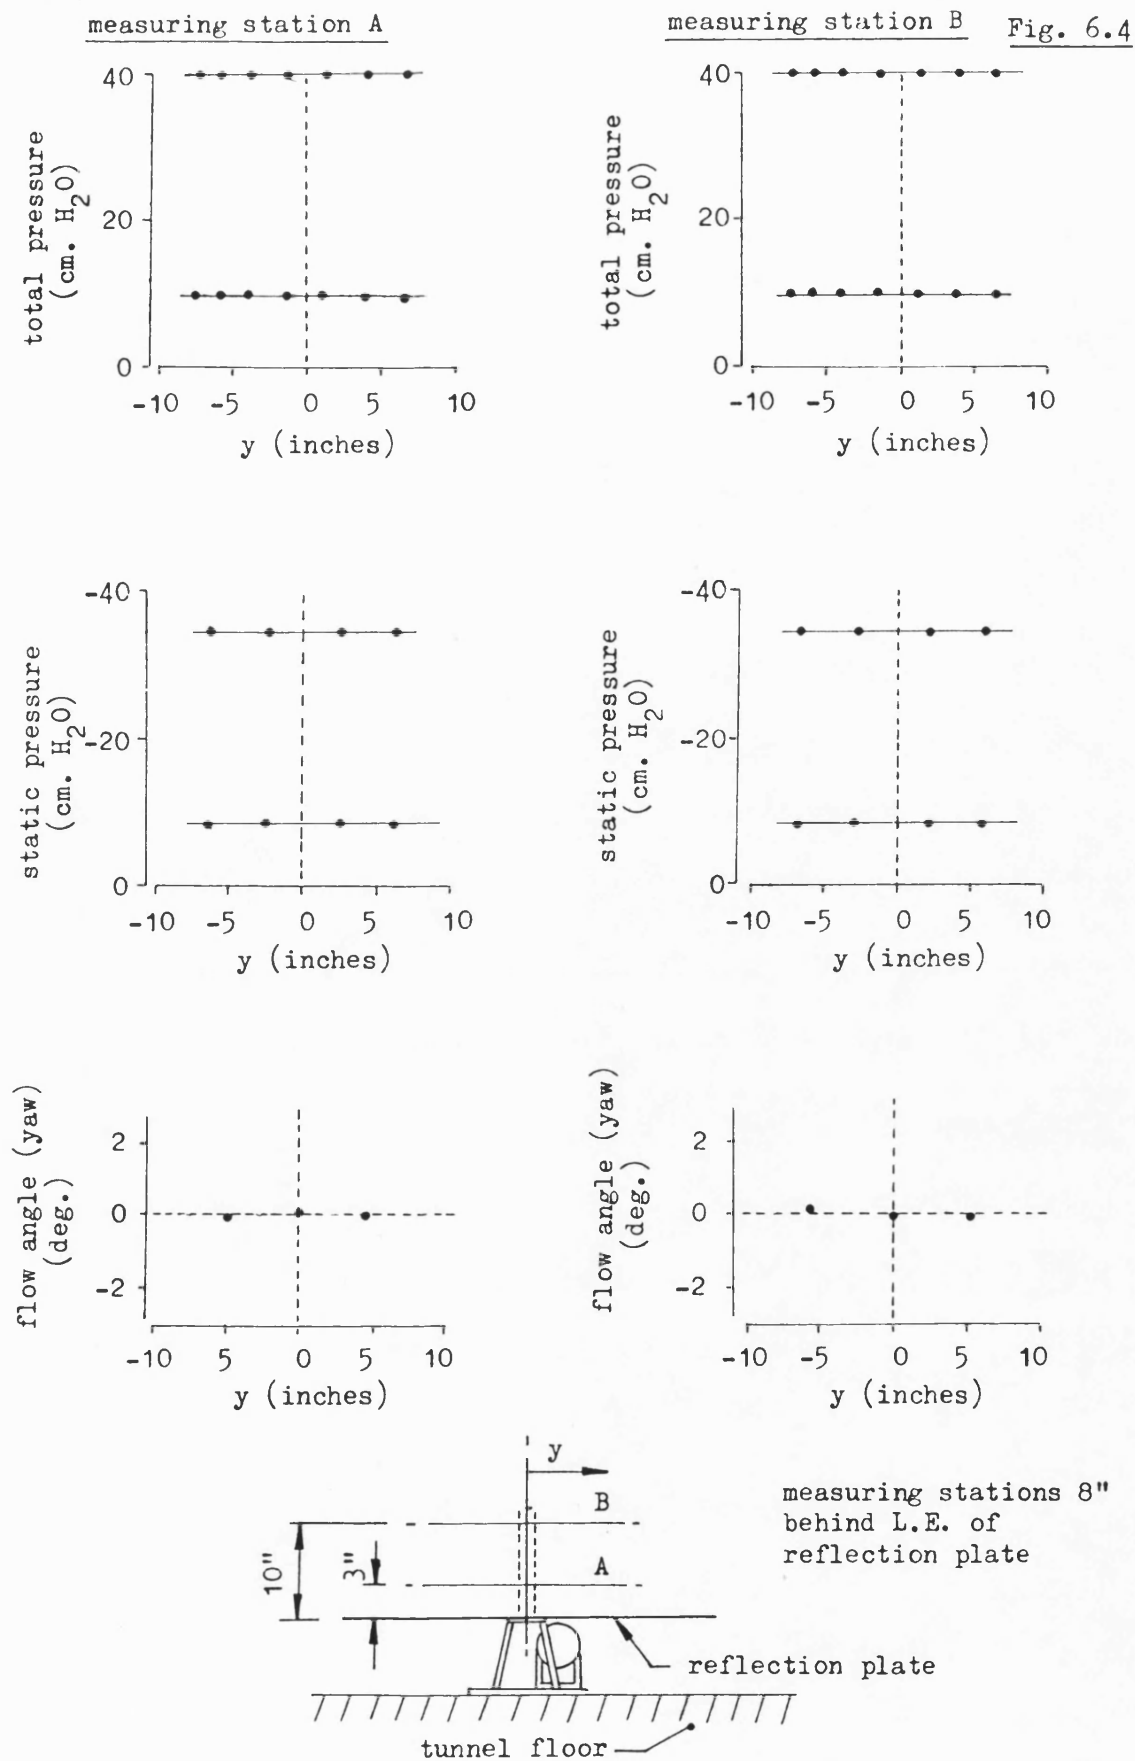 measuring station A
measuring station B
Fig. 6.4
total pressure
(cm. H2O)
40
20
0
-10 -5 0 5 10
y (inches)
total pressure
(cm. H2O)
40
20
0
-10 -5 0 5 10
y (inches)
static pressure
(cm. H2O)
-40
-20
0
-10 -5 0 5 10
y (inches)
static pressure
(cm. H2O)
-40
-20
0
-10 -5 0 5 10
y (inches)
flow angle (yaw)
(deg.)
2
0
-2
-10 5 0 5 10
y (inches)
flow angle (yaw)
(deg.)
2
0
-2
-10 -5 0 5 10
y (inches)
y
B
A
10"
3"
measuring stations 8"
behind L.E. of
reflection plate
reflection plate
tunnel floor